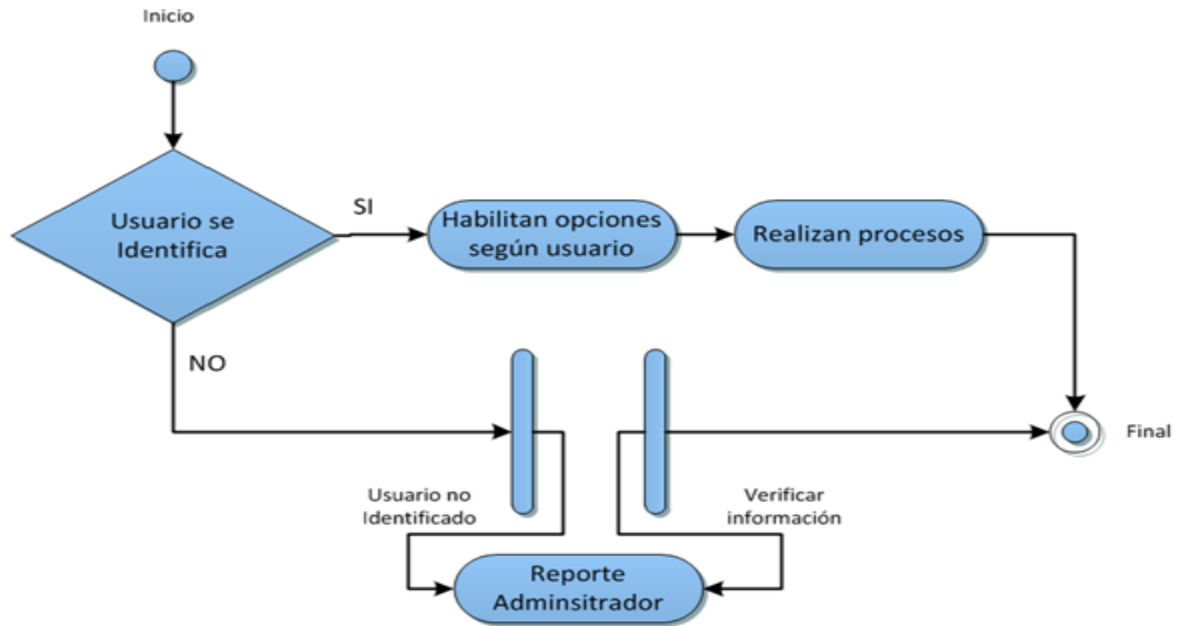 Inicio
Usuario se
Identifica
SI
Habilitan opciones
según usuario
Realizan procesos
NO
Final
Usuario no
Identificado
Verificar
información
Reporte
Adminsitrador